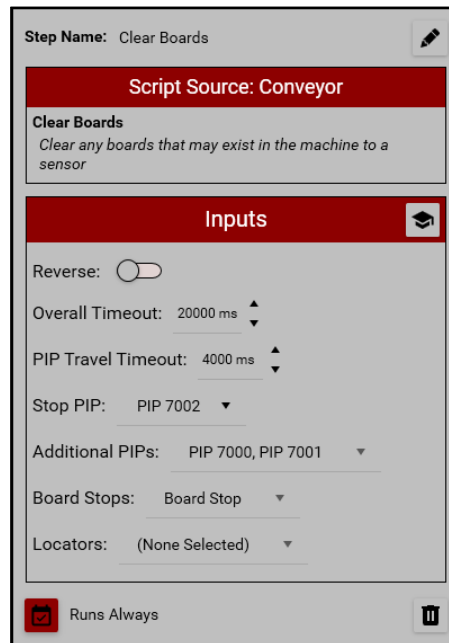 Step Name: Clear Boards
Script Source: Conveyor
Clear Boards
Clear any boards that may exist in the machine to a
sensor
Inputs
Reverse:
Overall Timeout: 20000 ms
PIP Travel Timeout: 4000 ms
Stop PIP: PIP 7002
Additional PIPs: PIP 7000, PIP 7001
Board Stops: Board Stop
Locators: (None Selected)
Runs Always